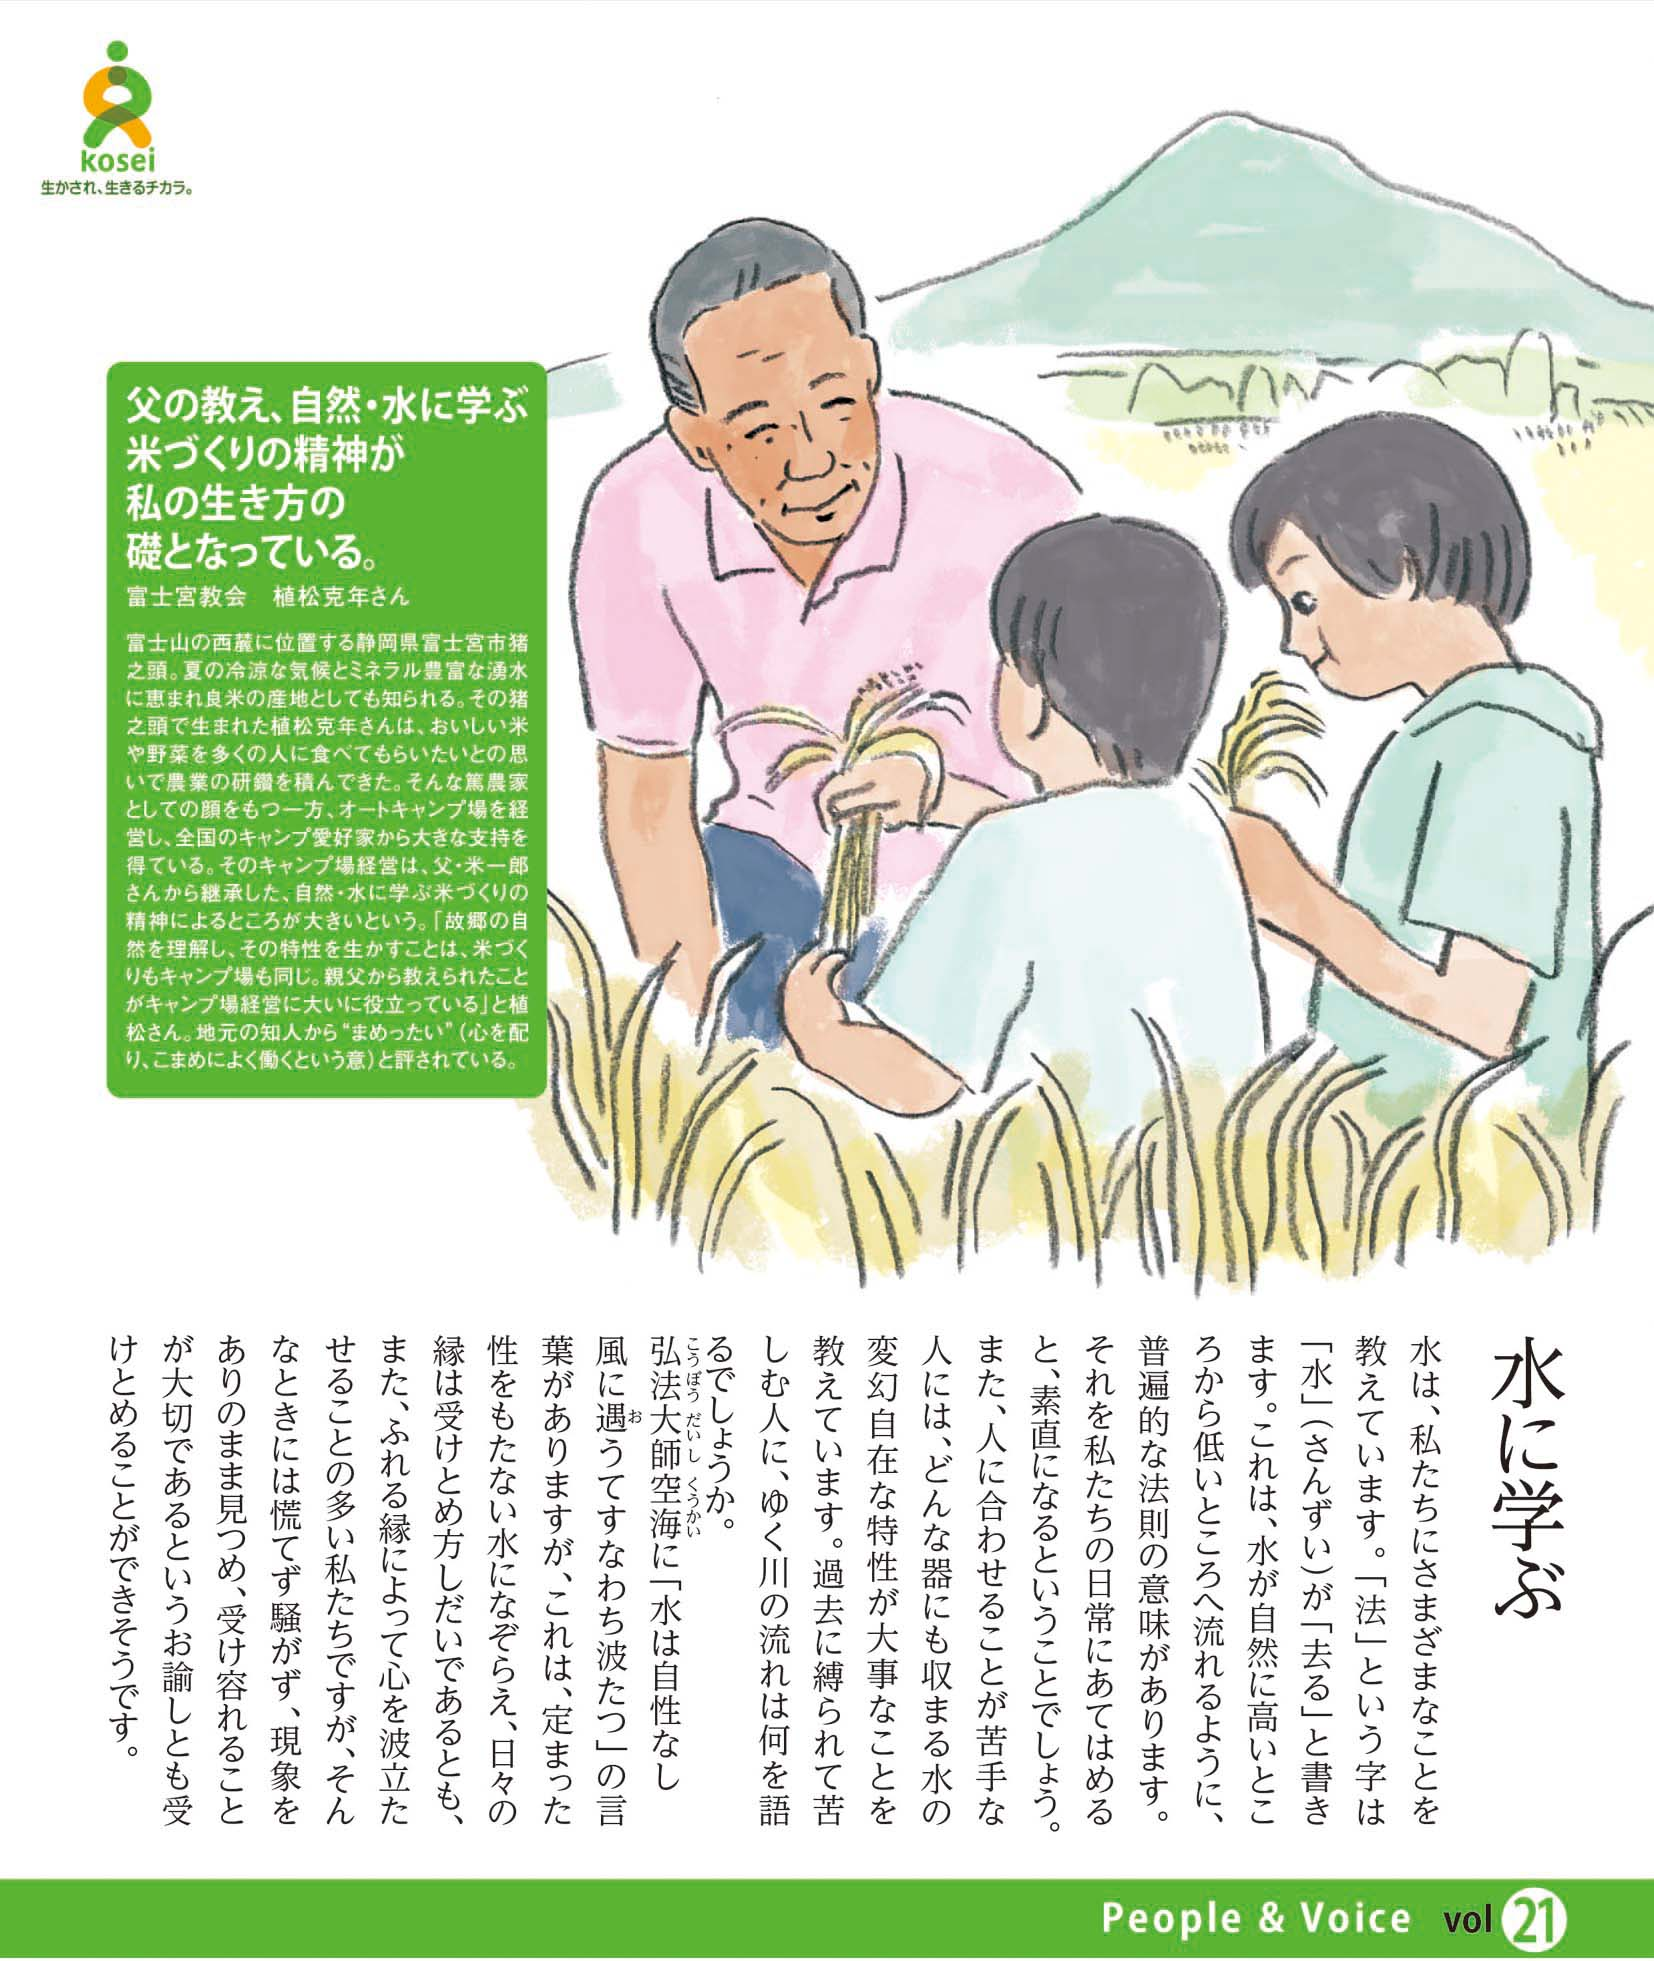 kosei
生かされ、生きるチカラ。
父の教え、自然・水に学ぶ
米づくりの精神が
私の生き方の
礎となっている。
富士宮教会　植松克年さん
富士山の西麓に位置する静岡県富士宮市猪
之頭。夏の冷涼な気候とミネラル豊富な湧水
に恵まれ良米の産地としても知られる。その猪
之頭で生まれた植松克年さんは、おいしい米
や野菜を多くの人に食べてもらいたいとの思
いで農業の研鑽を積んできた。そんな篤農家
としての顔をもつ一方、オートキャンプ場を経
営し、全国のキャンプ愛好家から大きな支持を
得ている。そのキャンプ場経営は、父・米一郎
さんから継承した、自然・水に学ぶ米づくりの
精神によるところが大きいという。「故郷の自
然を理解し、その特性を生かすことは、米づく
りもキャンプ場も同じ。親父から教えられたこと
がキャンプ場経営に大いに役立っている」と植
松さん。地元の知人から“まめったい”（心を配
り、こまめによく働くという意）と評されている。
水に学ぶ
水は、私たちにさまざまなことを
教えています。「法」という字は
「水」（さんずい）が「去る」と書き
ます。これは、水が自然に高いとこ
ろから低いところへ流れるように、
普遍的な法則の意味があります。
それを私たちの日常にあてはめる
と、素直になるということでしょう。
また、人に合わせることが苦手な
人には、どんな器にも収まる水の
変幻自在な特性が大事なことを
教えています。過去に縛られて苦
しむ人に、ゆく川の流れは何を語
るでしょうか。
弘法大師空海に「水は自性なし
こうぼう だいし くうかい
風に遇うてすなわち波たつ」の言
お
葉がありますが、これは、定まった
性をもたない水になぞらえ、日々の
縁は受けとめ方しだいであるとも、
また、ふれる縁によって心を波立た
せることの多い私たちですが、そん
なときには慌てず騒がず、現象を
ありのまま見つめ、受け容れること
が大切であるというお諭しとも受
けとめることができそうです。
People & Voice vol 21